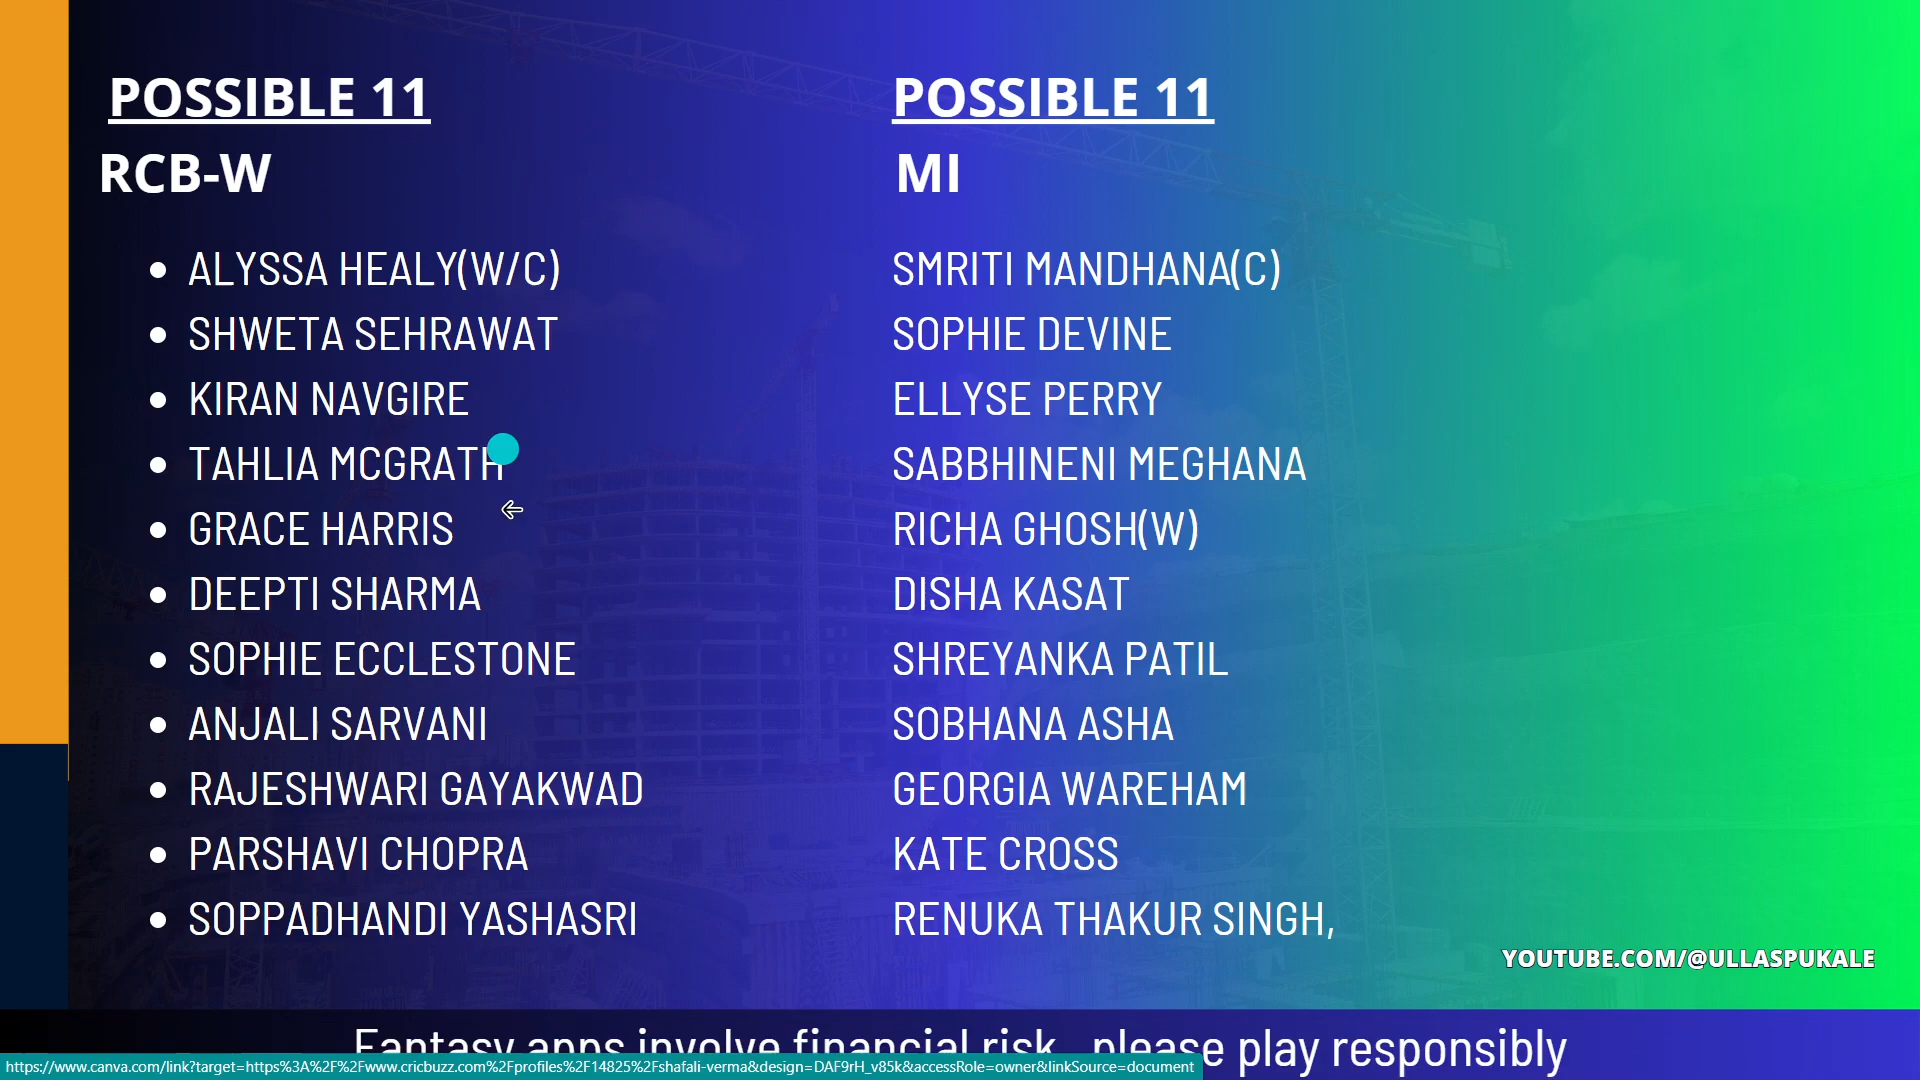 POSSIBLE 11
RCB-W
ALYSSA HEALY(W/C)
SHWETA SEHRAWAT
KIRAN NAVGIRE
TAHLIA MCGRATH
GRACE HARRIS
DEEPTI SHARMA
SOPHIE ECCLESTONE
ANJALI SARVANI
RAJESHWARI GAYAKWAD
PARSHAVI CHOPRA
SOPPADHANDI YASHASRI
POSSIBLE 11
MI
SMRITI MANDHANA(C)
SOPHIE DEVINE
ELLYSE PERRY
SABBHINENI MEGHANA
RICHA GHOSH(W)
DISHA KASAT
SHREYANKA PATIL
SOBHANA ASHA
GEORGIA WAREHAM
KATE CROSS
RENUKA THAKUR SINGH,
YOUTUBE.COM/@ULLASPUKALE
Fantasy apps involve financial risk, please play responsibly
https://www.canva.com/link?target=https%3A%2F%2Fwww.cricbuzz.com%2Fprofiles%2F14825%2Fshafali-verma&design=DAF9rH_v85k&accessRole=owner&linkSource=document